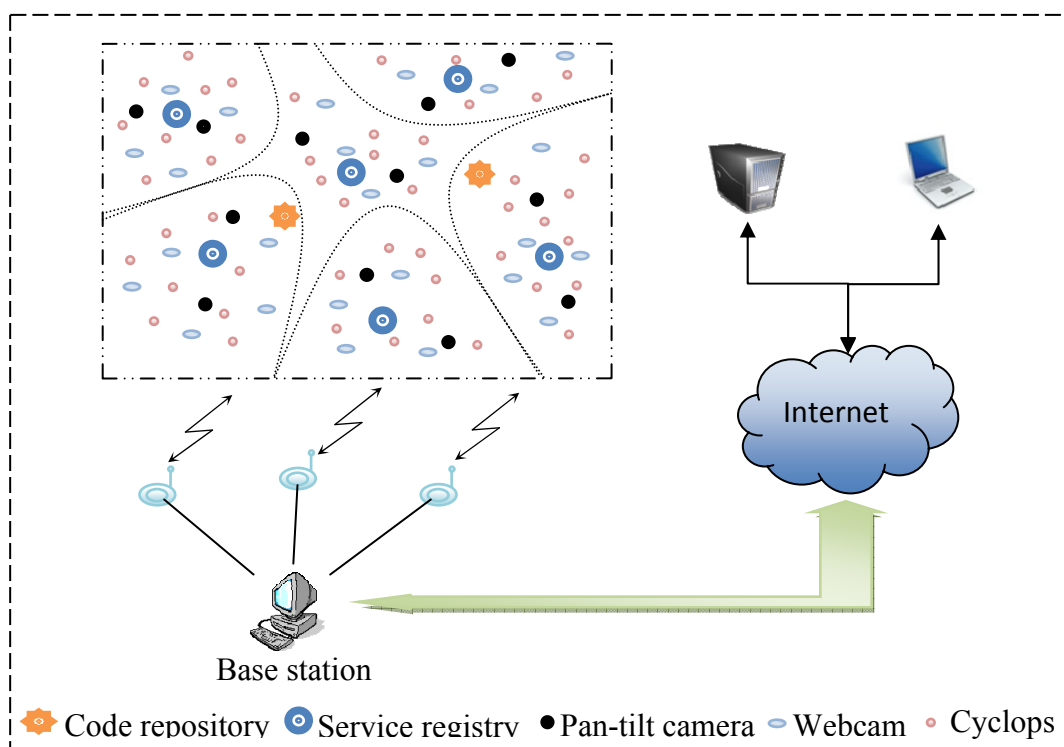 Internet
Base station
Code repository Service registry Pan-tilt camera Webcam Cyclops